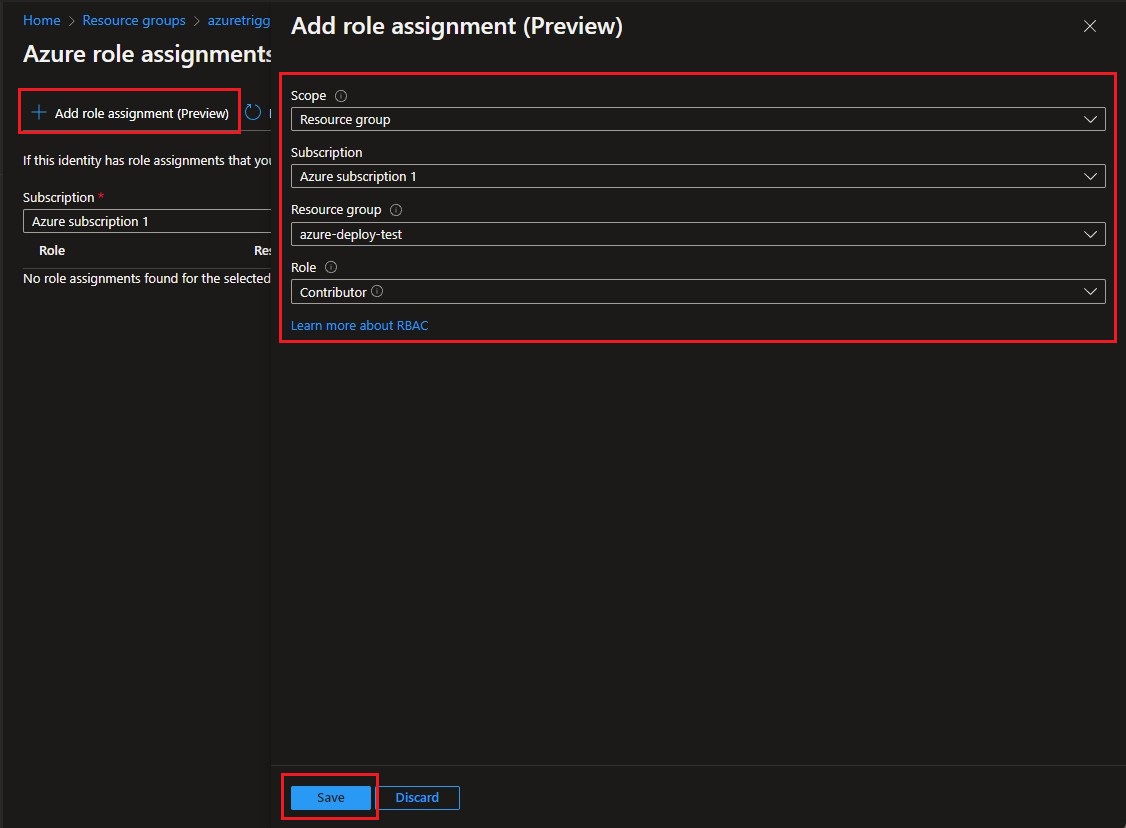 Home > Resource groups > azuretrigg
Azure role assignments
Add role assignment (Preview)
If this identity has role assignments that you
Subscription *
Azure subscription 1
Role Res
No role assignments found for the selected
Add role assignment (Preview)
Scope
Resource group
Subscription
Azure subscription 1
Resource group
azure-deploy-test
Role
Contributor
Learn more about RBAC
Save Discard